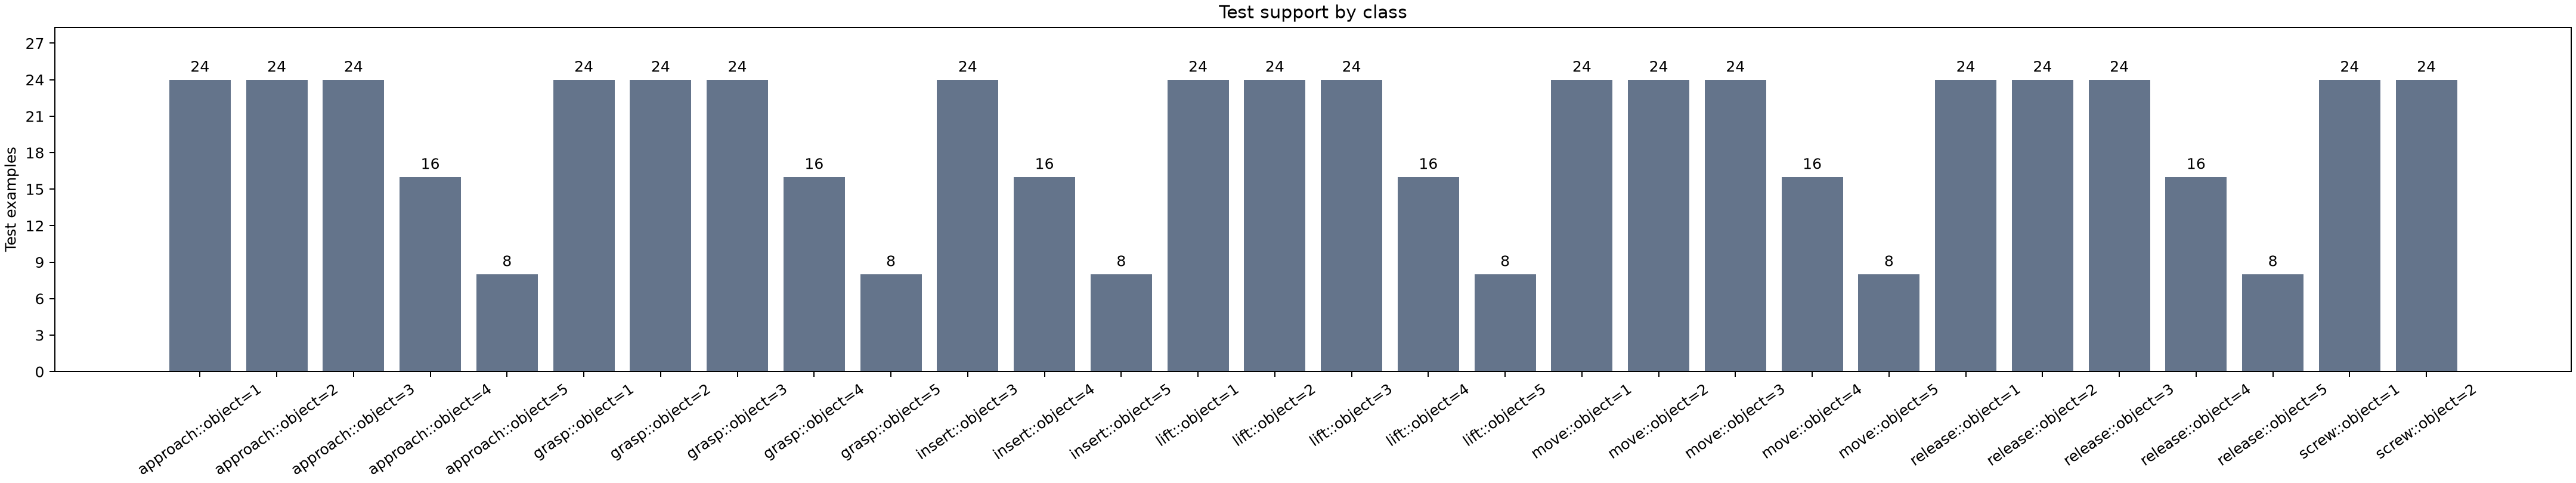 Test support by class
Test examples
27
24
21
18
15
12
9
6
3
0
24 24 24 16 8 24 24 24 16 8 24 16 8 24 24 24 16 8 24 24 24 16 8 24 24 24 16 8 24 24
approach::object=1
approach::object=2
approach::object=3
approach::object=4
approach::object=5
grasp::object=1
grasp::object=2
grasp::object=3
grasp::object=4
grasp::object=5
insert::object=3
insert::object=4
insert::object=5
lift::object=1
lift::object=2
lift::object=3
lift::object=4
lift::object=5
move::object=1
move::object=2
move::object=3
move::object=4
move::object=5
release::object=1
release::object=2
release::object=3
release::object=4
release::object=5
screw::object=1
screw::object=2